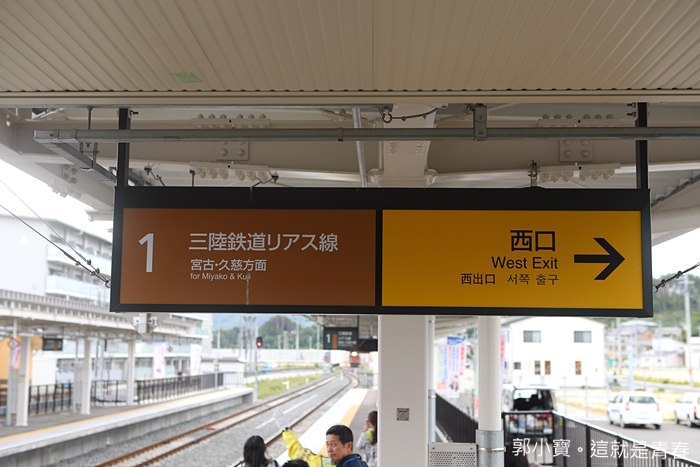 1
三陸鉄道リアス線
宮古・久慈方面
for Miyako & Kuji
西口
West Exit
西出口 서쪽 출구
郭小寶。這就是青春